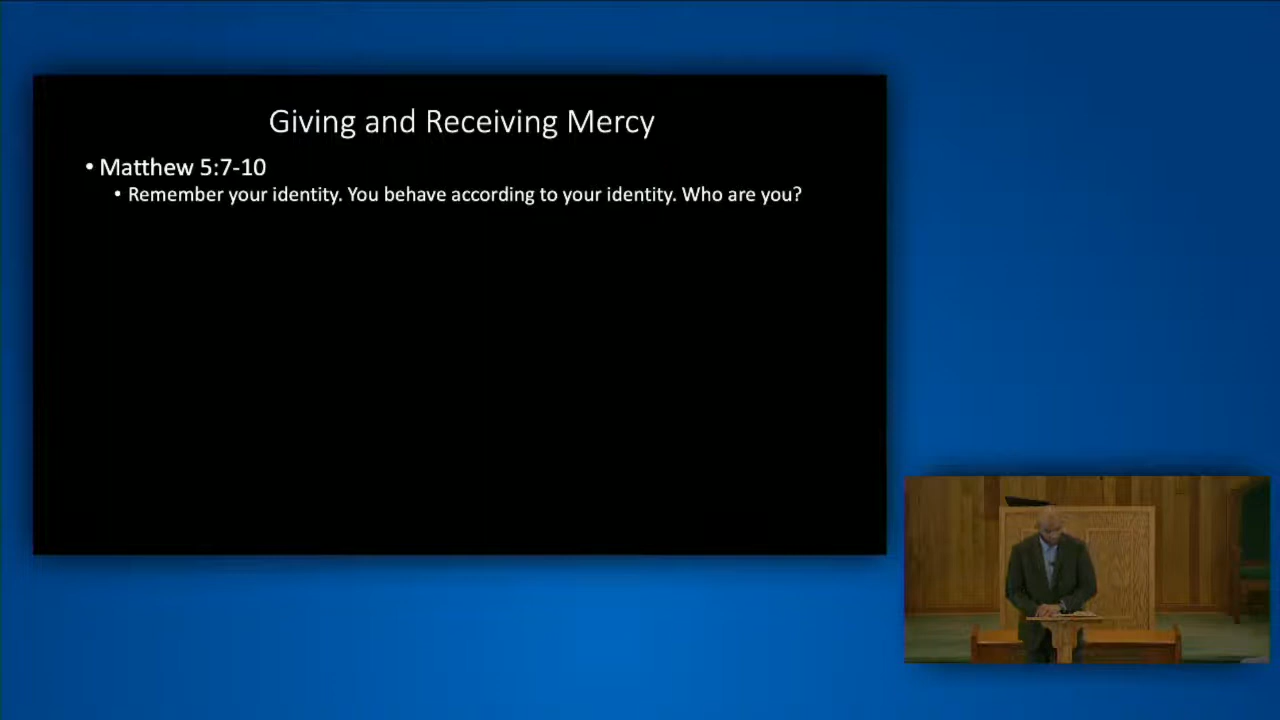 Giving and Receiving Mercy
• Matthew 5:7-10
• Remember your identity. You behave according to your identity. Who are you?